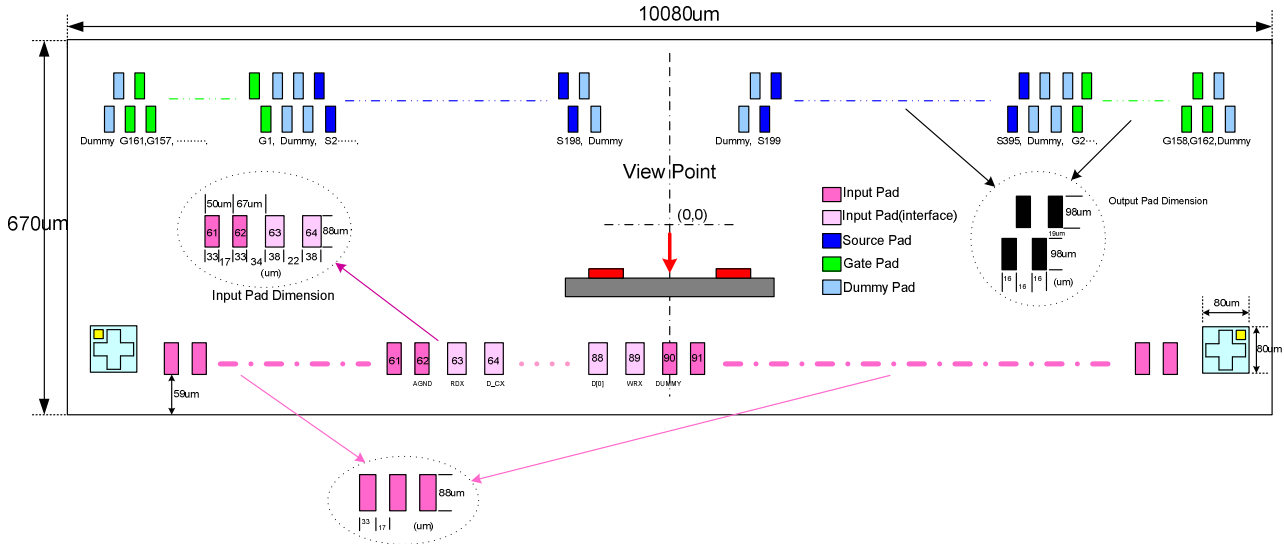 10080um
Dummy G161,G157, ··········,
G1, Dummy, S2······,
S198, Dummy
Dummy, S199
S395, Dummy, G2···,
G158,G162,Dummy
View Point
670um
50um 67um
61 62 63 64
88um
33 17 33 34 38 22 38
(um)
Input Pad Dimension
(0,0)
Input Pad
Input Pad(interface)
Source Pad
Gate Pad
Dummy Pad
Output Pad Dimension
98um
19um
98um
16 16 16 (um)
80um
80um
61 62 63 64 88 89 90 91
AGND RDX D_CX D[0] WRX DUMMY
59um
88um
33 17 (um)